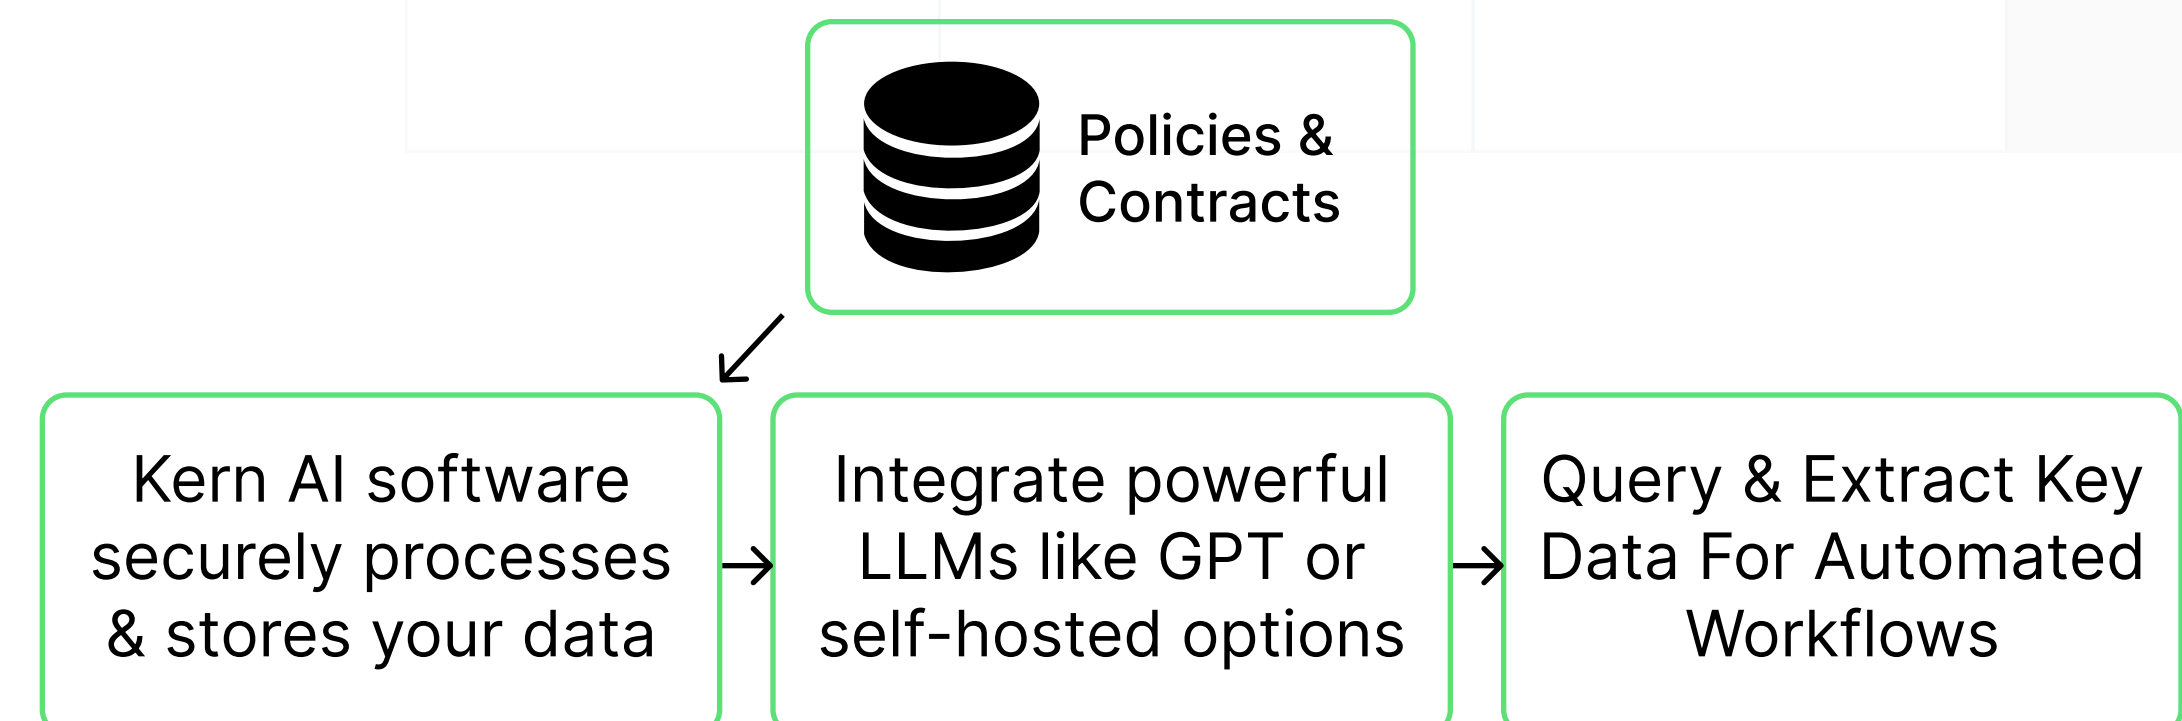 Policies &
Contracts
Kern AI software
securely processes
& stores your data
Integrate powerful
LLMs like GPT or
self-hosted options
Query & Extract Key
Data For Automated
Workflows